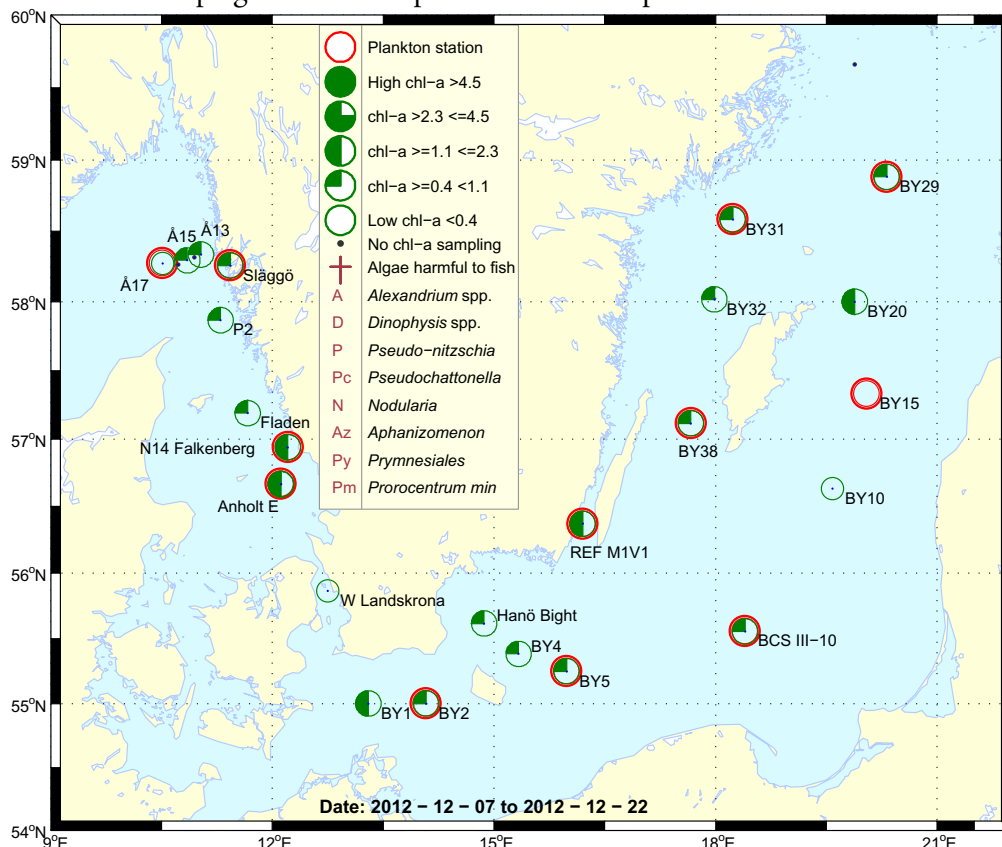 60°N
59°N
58°N
57°N
56°N
55°N
54°N
9°E
12°E
15°E
18°E
21°E
Plankton station
High chl−a >4.5
chl−a >2.3 <=4.5
chl−a >=1.1 <=2.3
chl−a >=0.4 <1.1
Low chl−a <0.4
No chl−a sampling
Algae harmful to fish
A Alexandrium spp.
D Dinophysis spp.
P Pseudo−nitzschia
Pc Pseudochattonella
N Nodularia
Az Aphanizomenon
Py Prymnesiales
Pm Prorocentrum min
BY29
BY31
Å13
Å15
Å17
Släggö
BY32
BY20
P2
BY15
Fladen
N14 Falkenberg
BY38
Anholt E
BY10
REF M1V1
W Landskrona
Hanö Bight
BCS III−10
BY4
BY5
BY1
BY2
Date: 2012 − 12 − 07 to 2012 − 12 − 22